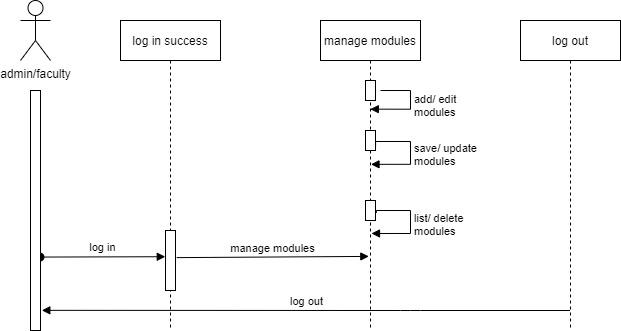 log in success
manage modules
log out
admin/faculty
add/ edit
modules
save/ update
modules
list/ delete
modules
log in
manage modules
log out